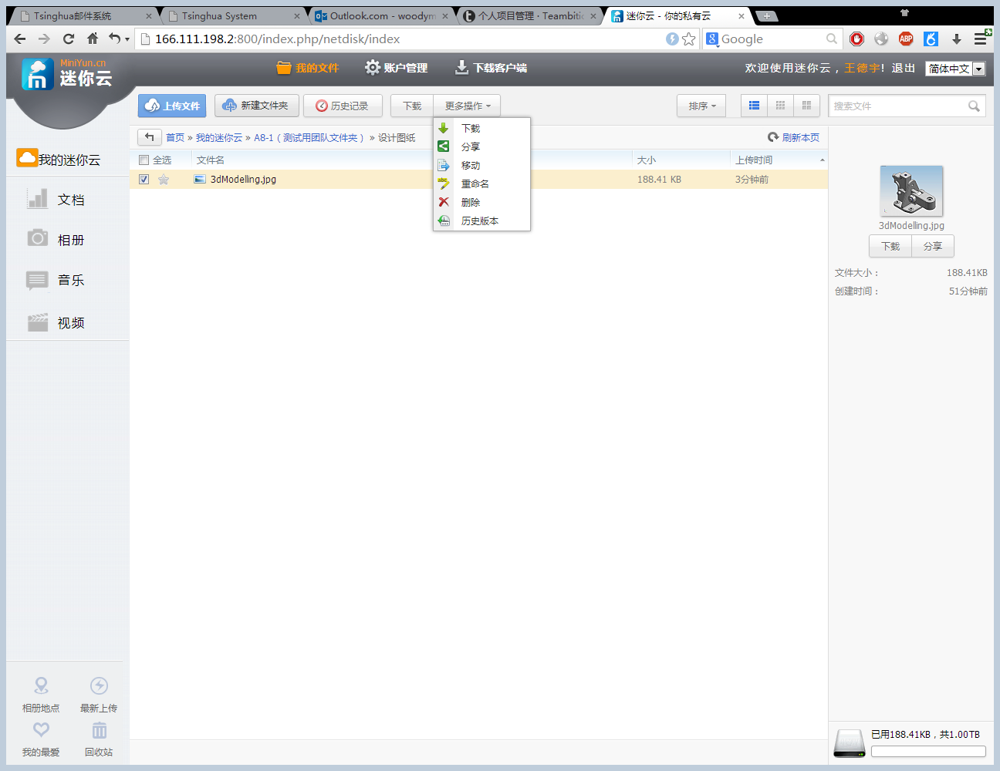 Tsinghua邮件系统
Tsinghua System
Outlook.com - woodym
个人项目管理 · Teambitic
迷你云 - 你的私有云
166.111.198.2:800/index.php/netdisk/index
8 Google
ABP
MiniYun.cn
迷你云
我的文件
账户管理
下载客户端
欢迎使用迷你云，王德宇! 退出
简体中文
上传文件
新建文件夹
历史记录
下载
更多操作
排序
搜索文件
首页 » 我的迷你云 » A8-1（测试用团队文件夹） » 设计图纸
刷新本页
下载
分享
移动
abc 重命名
删除
历史版本
全选
文件名
大小
上传时间
3dModelling.jpg
188.41 KB
3分钟前
我的迷你云
文档
相册
音乐
视频
3dModelling.jpg
下载
分享
文件大小：
188.41KB
创建时间：
51分钟前
相册地点
最新上传
我的最爱
回收站
已用188.41KB，共1.00TB